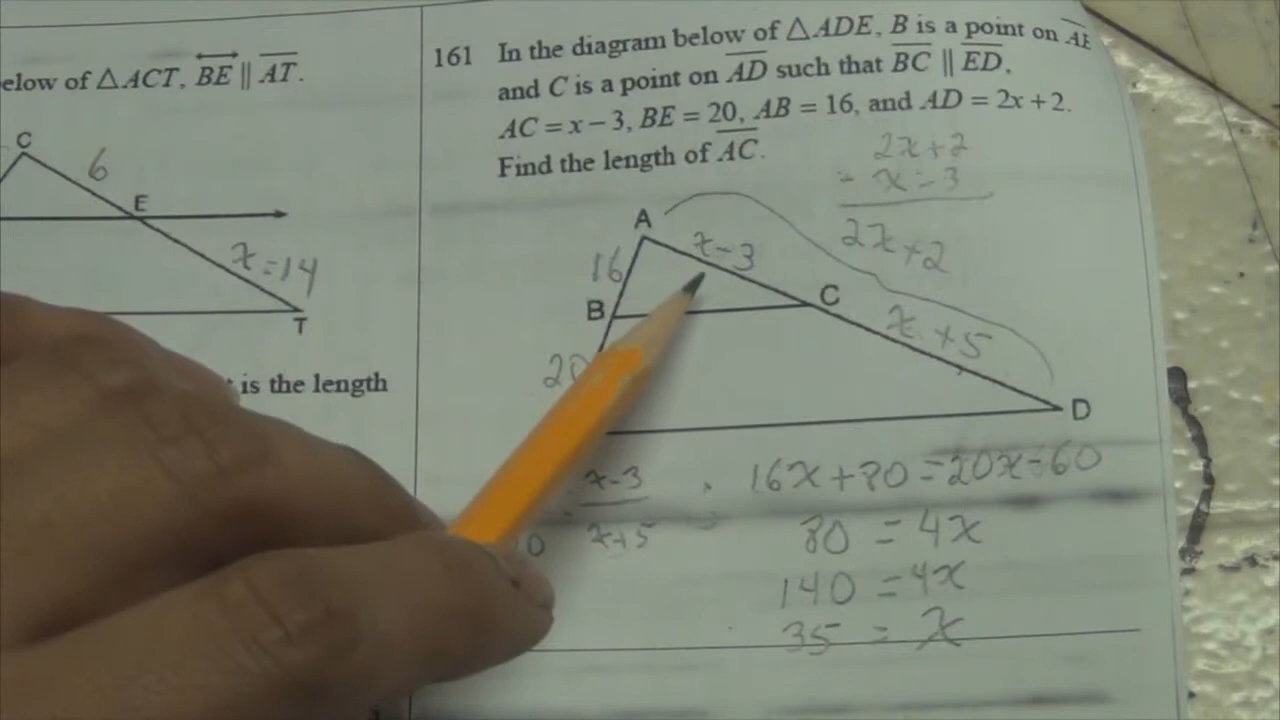 elow of △ACT, BE ∥ AT.
C
6
E
x=14
T
is the length
161 In the diagram below of △ADE, B is a point on AE
and C is a point on AD such that BC ∥ ED,
AC = x − 3, BE = 20, AB = 16, and AD = 2x + 2.
Find the length of AC.
2x+2
- x-3
2x+2
A
16
x-3
B
C
20
x+5
D
x-3
x+5
0
16x+80=20x-60
80 = 4x
140 = 4x
35 = x